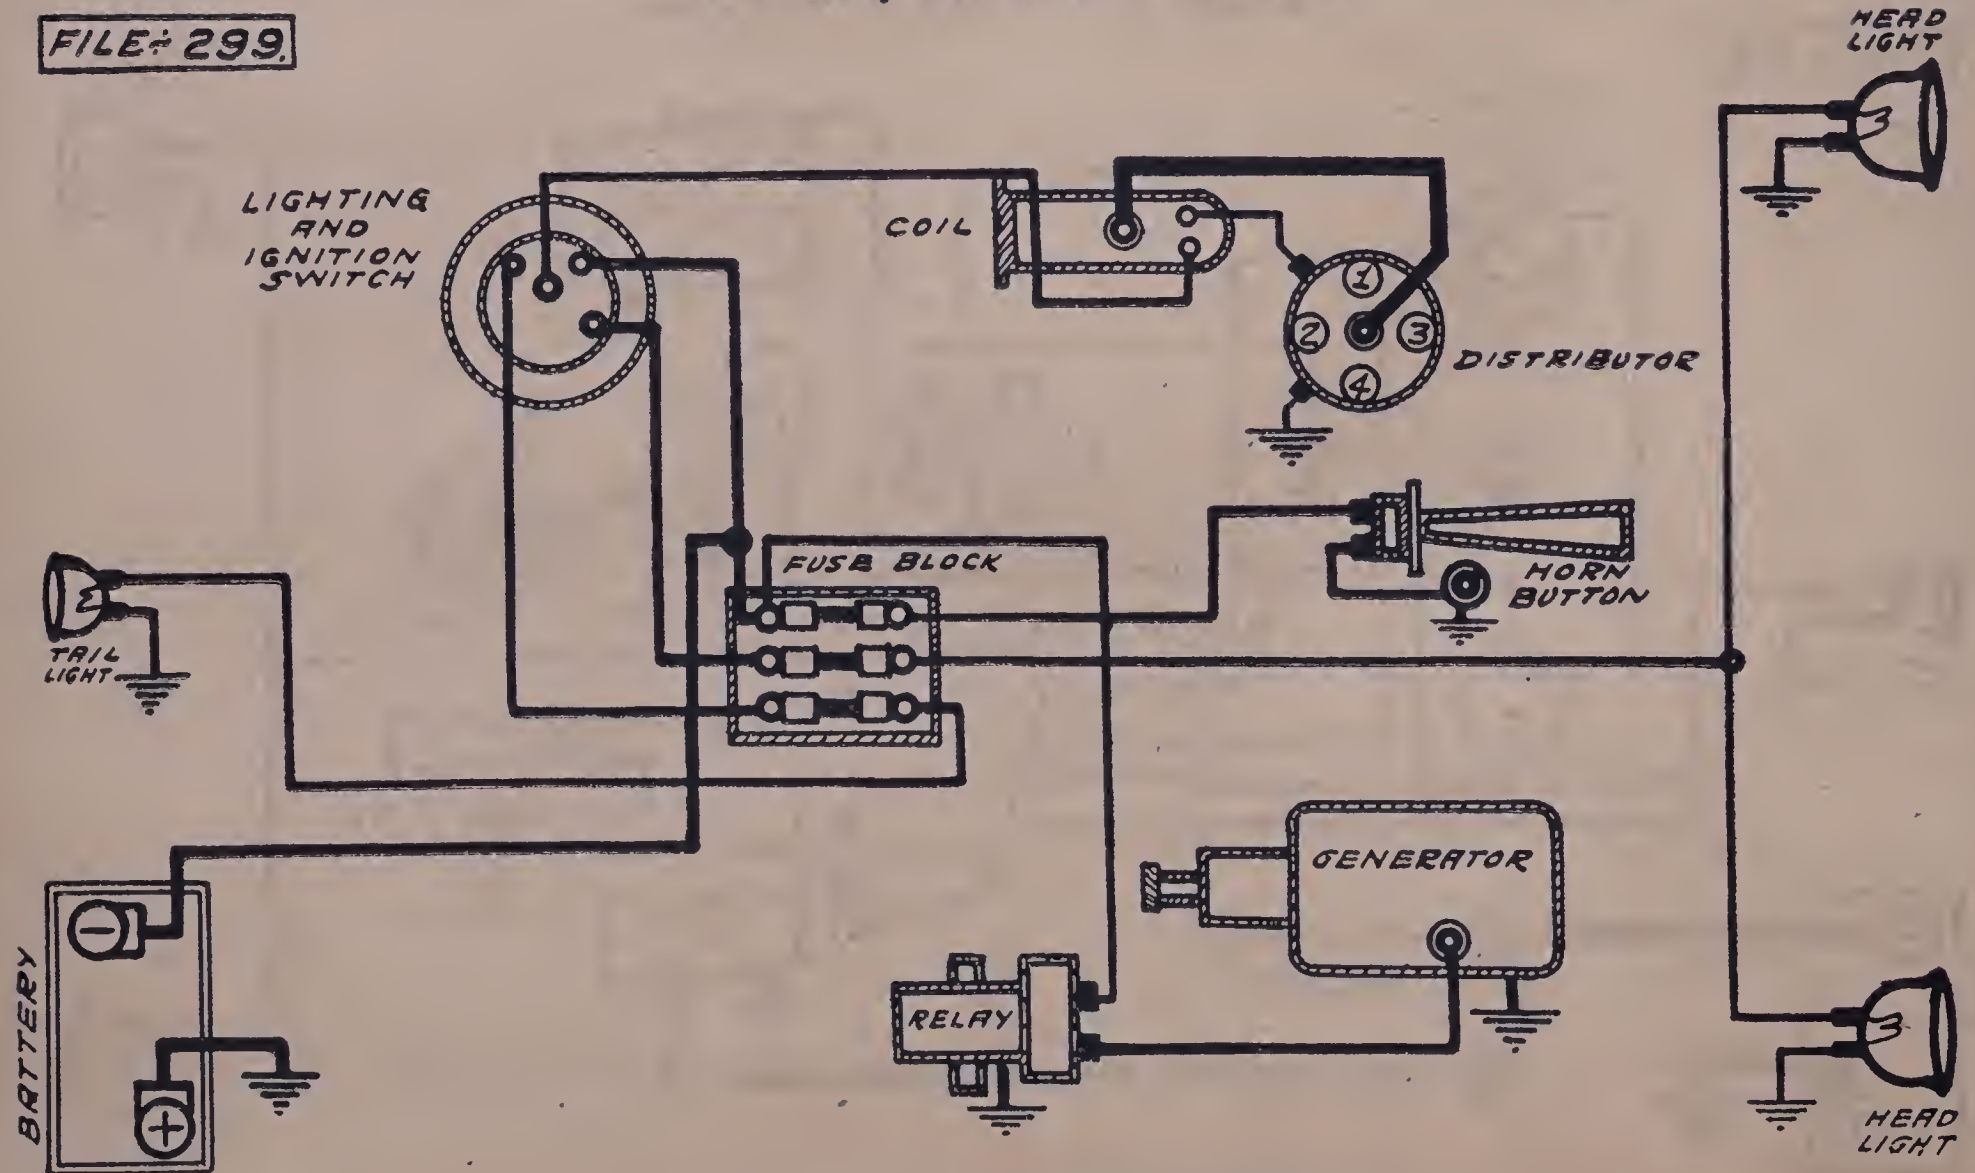 FILE÷299.
HEAD
LIGHT
LIGHTING
AND
IGNITION
SWITCH
COIL
1
2
3
4
DISTRIBUTOR
FUSE BLOCK
HORN
BUTTON
TAIL
LIGHT
GENERATOR
RELAY
BATTERY
−
+
HEAD
LIGHT